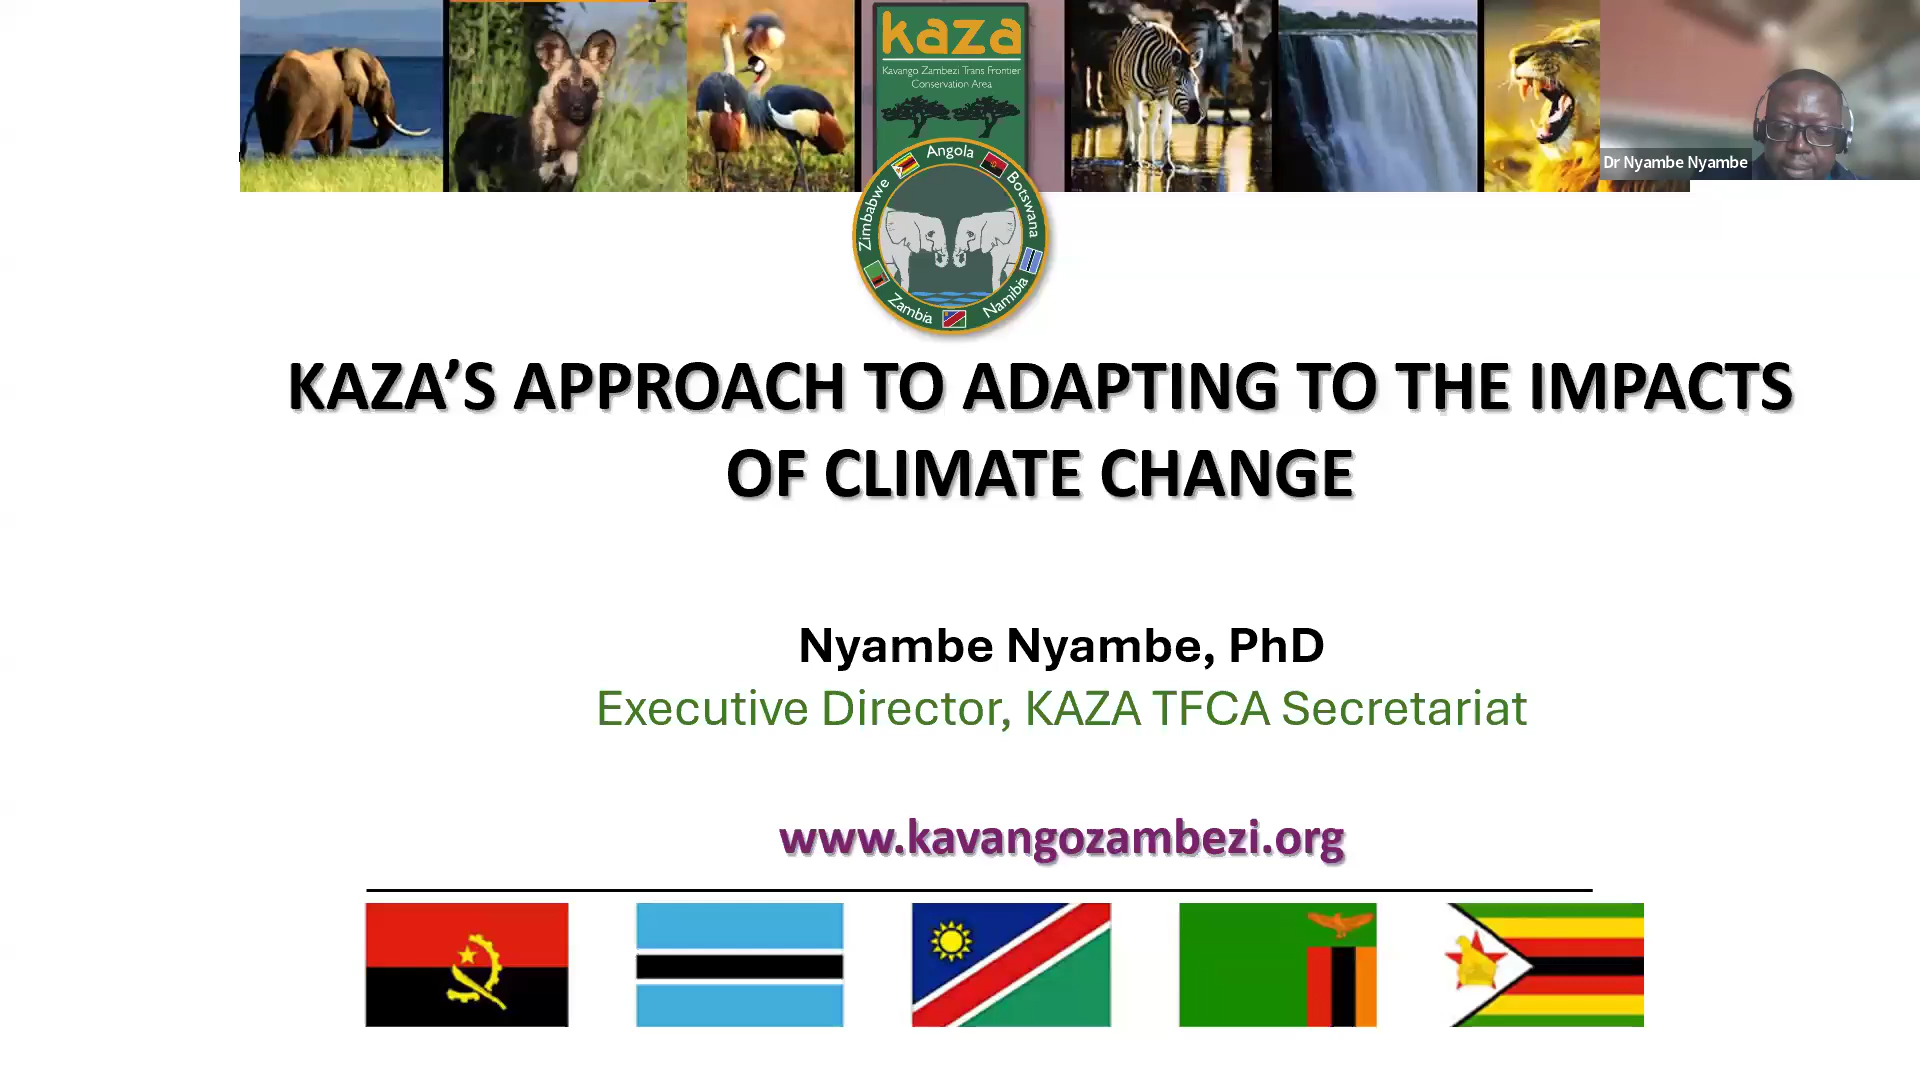 kaza
Kavango Zambezi Trans Frontier
Conservation Area
Dr Nyambe Nyambe
Angola
Botswana
Namibia
Zambia
Zimbabwe
KAZA’S APPROACH TO ADAPTING TO THE IMPACTS
OF CLIMATE CHANGE
Nyambe Nyambe, PhD
Executive Director, KAZA TFCA Secretariat
www.kavangozambezi.org